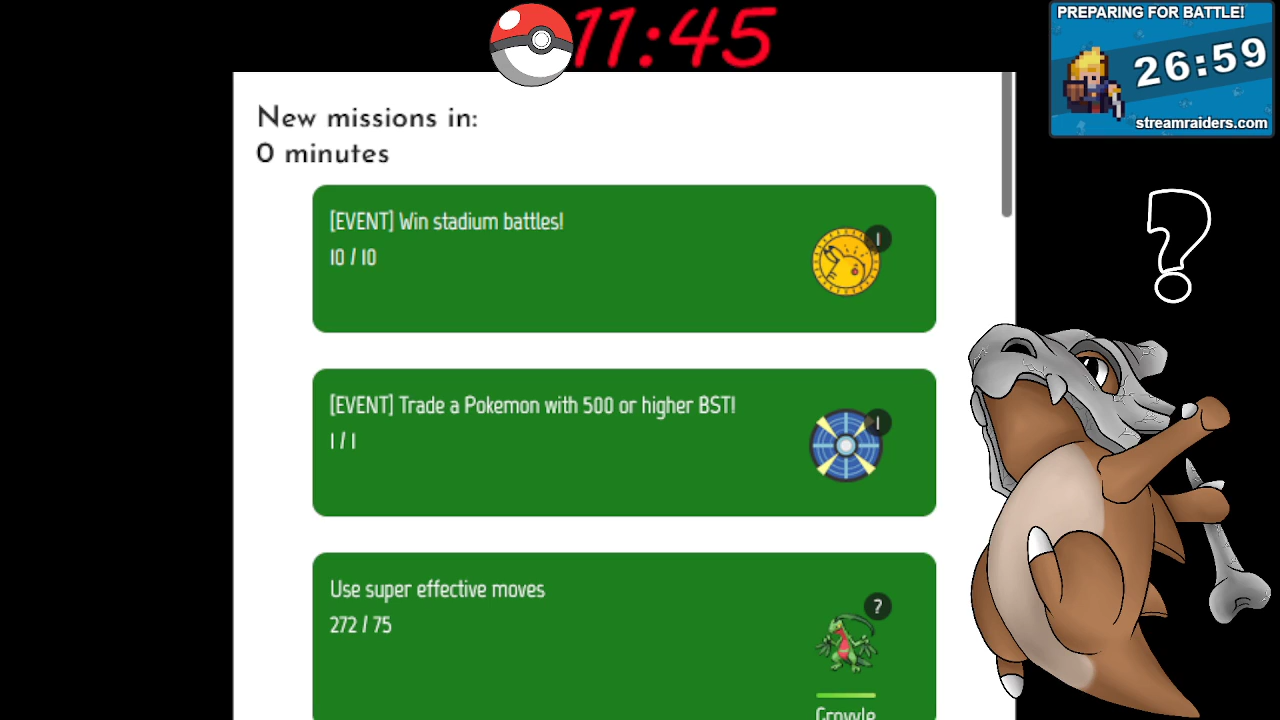 11:45
PREPARING FOR BATTLE!
26:59
streamraiders.com
New missions in:
0 minutes
[EVENT] Win stadium battles!
10 / 10
1
[EVENT] Trade a Pokemon with 500 or higher BST!
1 / 1
1
Use super effective moves
272 / 75
?
Grovyle
?